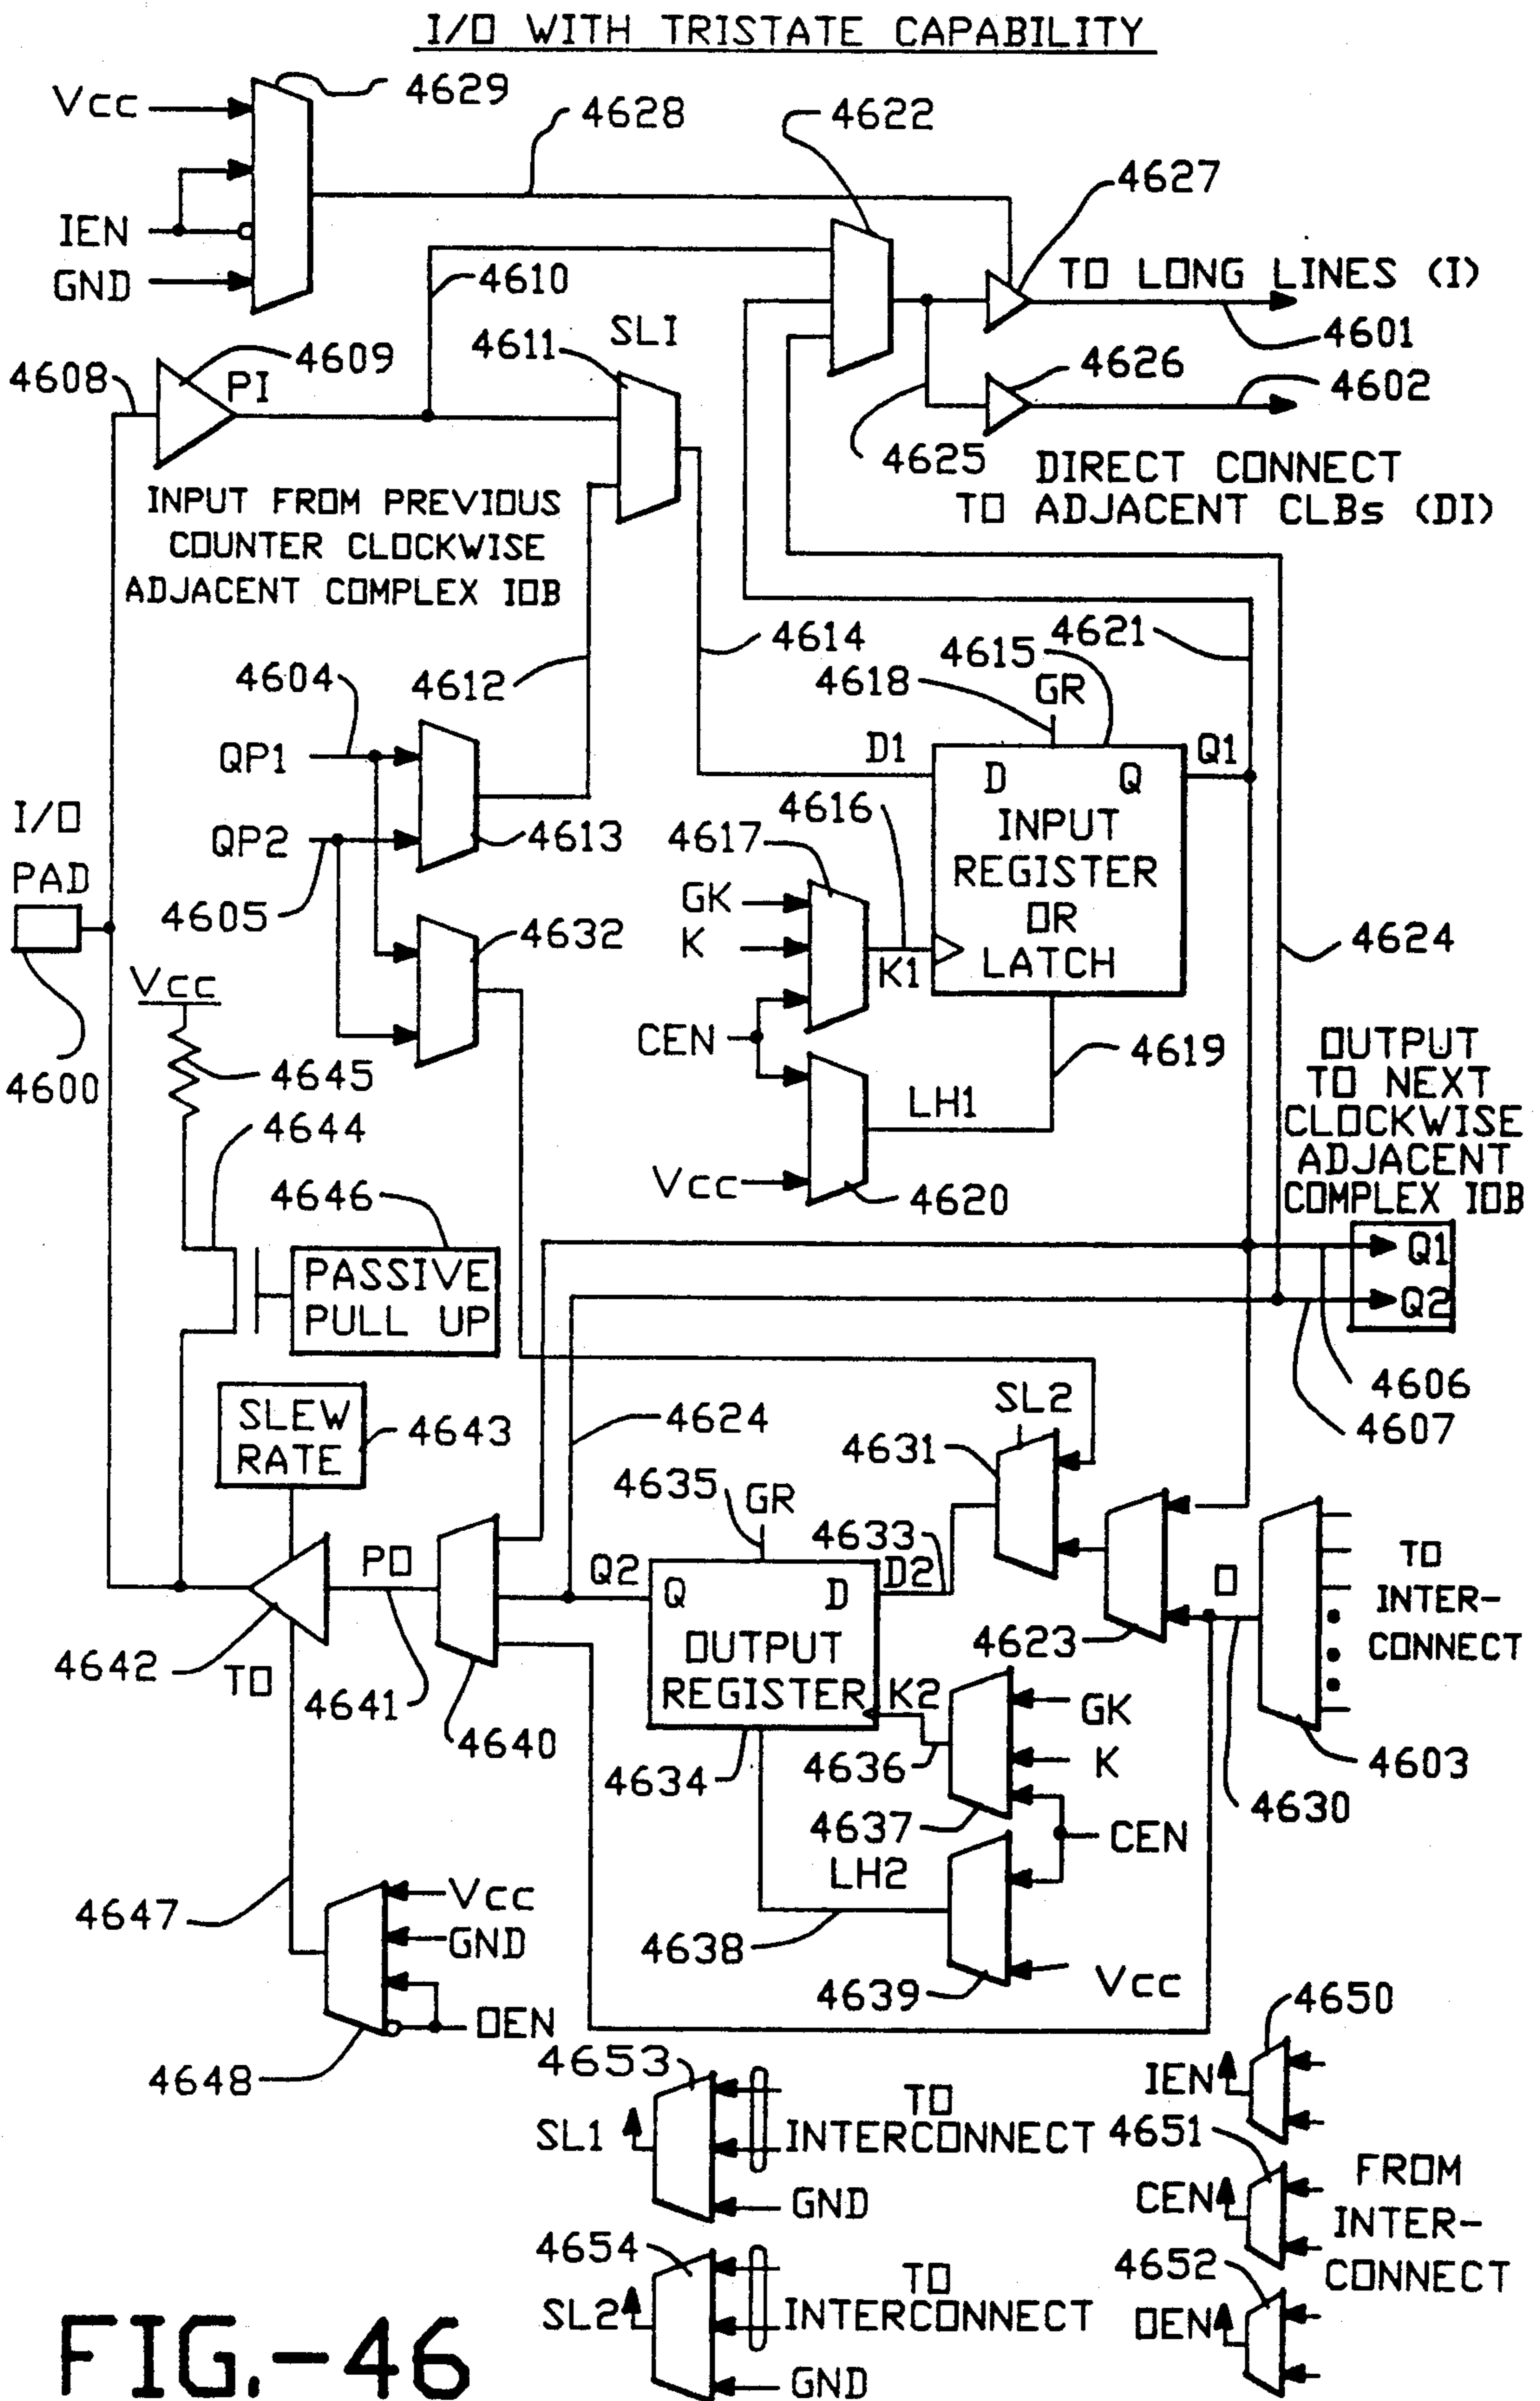 I/O WITH TRISTATE CAPABILITY
4629
Vcc
4628
4622
4627
IEN
GND
4610
TO LONG LINES (I)
4601
SLI
4611
4609
PI
4608
4626
4602
4625
DIRECT CONNECT
TO ADJACENT CLBs (DI)
INPUT FROM PREVIOUS
COUNTER CLOCKWISE
ADJACENT COMPLEX IOB
4614
4621
4615
4604
4612
4618
GR
QP1
D1
Q1
D
Q
I/O
PAD
QP2
4613
4616
4617
INPUT
REGISTER
OR
LATCH
4605
GK
4632
K
K1
4624
Vcc
CEN
OUTPUT
TO NEXT
CLOCKWISE
ADJACENT
COMPLEX IOB
4600
4645
4619
LH1
4644
Vcc
4620
4646
PASSIVE
PULL UP
Q1
Q2
4606
4607
SLEW
RATE
4643
4624
SL2
4631
4635
GR
4633
PO
Q2
D2
Q
D
O
TO
INTER-
CONNECT
OUTPUT
REGISTER
4623
4642
TO
4641
K2
GK
4640
4634
4636
K
4603
4630
4637
CEN
LH2
Vcc
4647
GND
4638
4639
Vcc
OEN
4650
4648
4653
TO
INTERCONNECT
IEN
SL1
4651
GND
CEN
FROM
INTER-
CONNECT
4654
TO
INTERCONNECT
4652
SL2
OEN
GND
FIG.-46